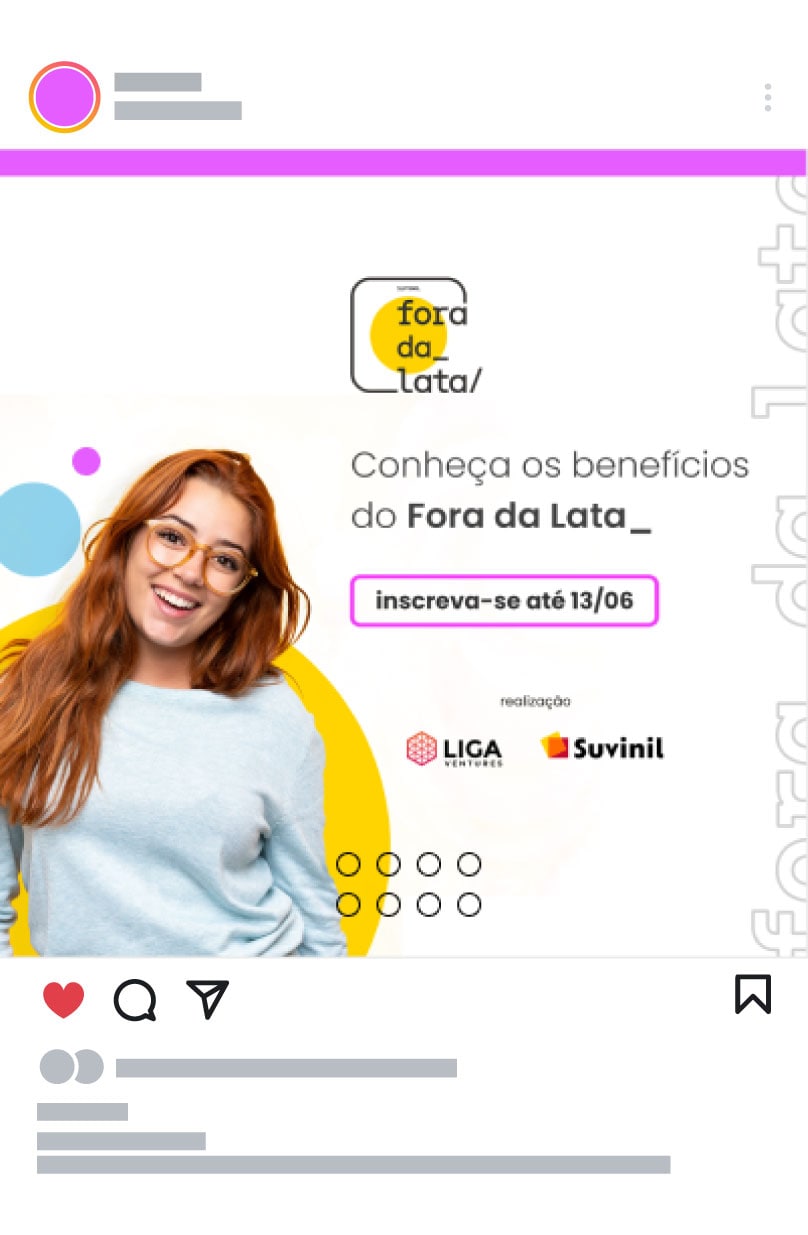 suvinil
fora
da_
lata/
Conheça os benefícios
do Fora da Lata_
inscreva-se até 13/06
realização
LIGA
VENTURES
Suvinil
fora da lata